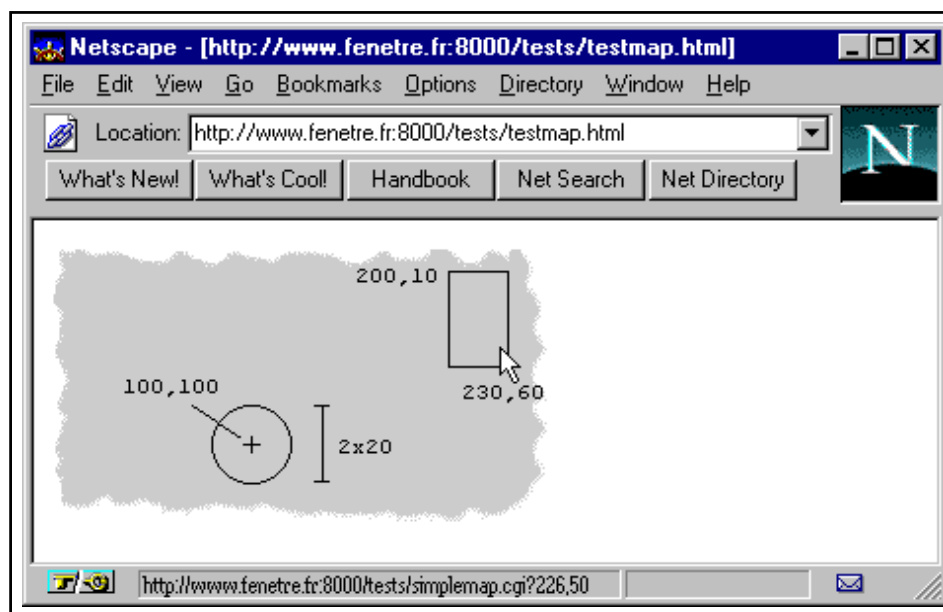 Netscape - [http://www.fenetre.fr:8000/tests/testmap.html]
File Edit View Go Bookmarks Options Directory Window Help
Location: http://www.fenetre.fr:8000/tests/testmap.html
N
What's New! What's Cool! Handbook Net Search Net Directory
200,10
100,100
230,60
2x20
http://www.fenetre.fr:8000/tests/simplemap.cgi?226,50